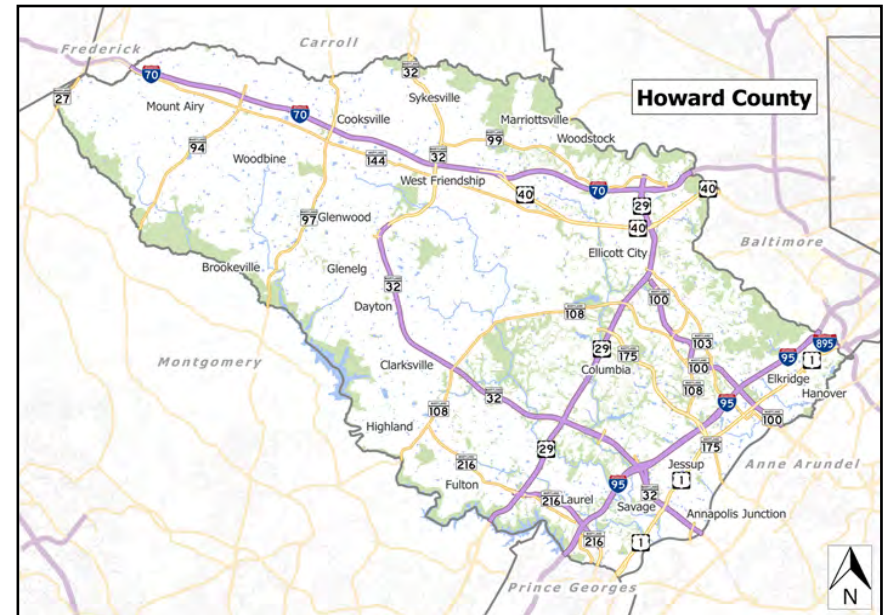 Frederick
Carroll
70
32
27
Mount Airy
Sykesville
Howard County
70
Cooksville
Marriottsville
94
99
Woodstock
Woodbine
144
32
West Friendship
70
40
29
40
97
Glenwood
40
Baltimore
Ellicott City
Brookeville
Glenelg
32
100
Dayton
108
103
895
29
175
95
1
Montgomery
Clarksville
Columbia
100
Elkridge
32
108
95
Hanover
108
100
Highland
175
29
216
Jessup
Anne Arundel
Fulton
95
1
216
Laurel
32
Savage
Annapolis Junction
216
1
Prince Georges
N